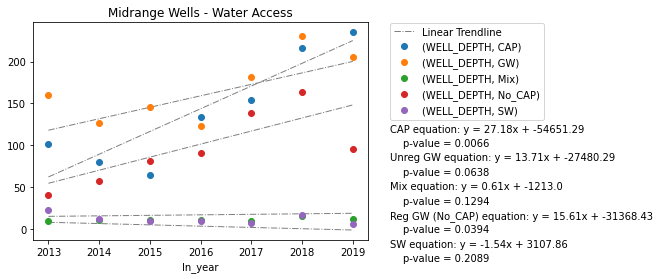 Midrange Wells - Water Access
200
150
100
50
0
2013 2014 2015 2016 2017 2018 2019
In_year
Linear Trendline
(WELL_DEPTH, CAP)
(WELL_DEPTH, GW)
(WELL_DEPTH, Mix)
(WELL_DEPTH, No_CAP)
(WELL_DEPTH, SW)
CAP equation: y = 27.18x + -54651.29
p-value = 0.0066
Unreg GW equation: y = 13.71x + -27480.29
p-value = 0.0638
Mix equation: y = 0.61x + -1213.0
p-value = 0.1294
Reg GW (No_CAP) equation: y = 15.61x + -31368.43
p-value = 0.0394
SW equation: y = -1.54x + 3107.86
p-value = 0.2089